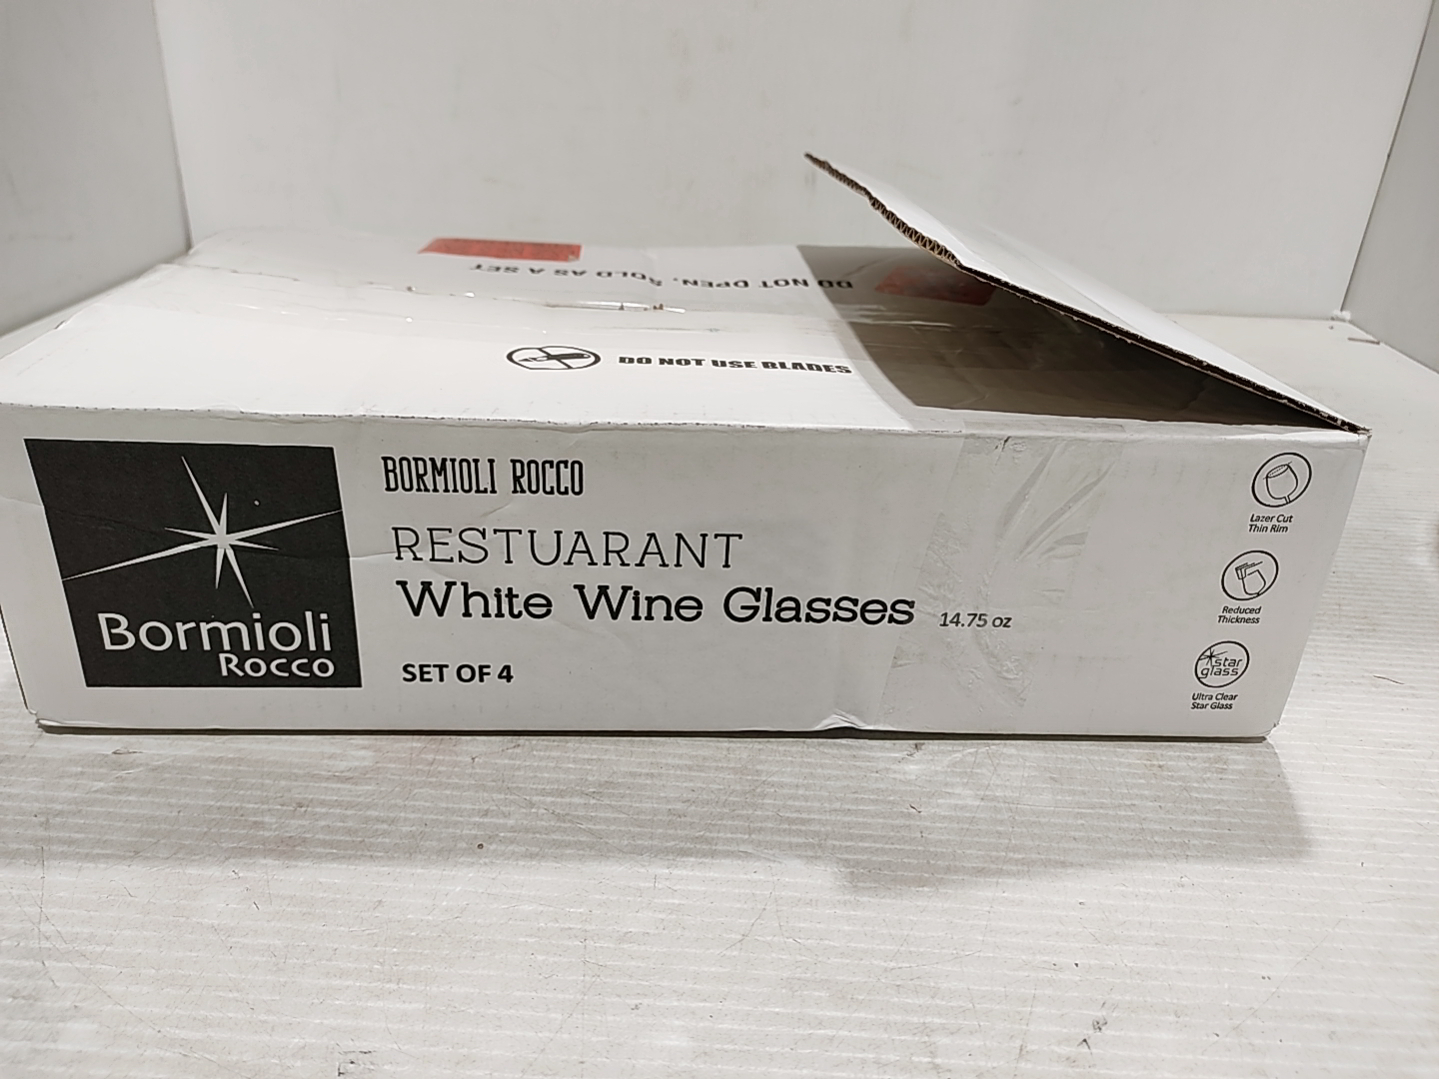 DO NOT OPEN, SOLD AS A SET
DO NOT USE BLADES
Bormioli
Rocco
BORMIOLI ROCCO
RESTUARANT
White Wine Glasses 14.75 oz
SET OF 4
Lazer Cut
Thin Rim
Reduced
Thickness
star
glass
Ultra Clear
Star Glass